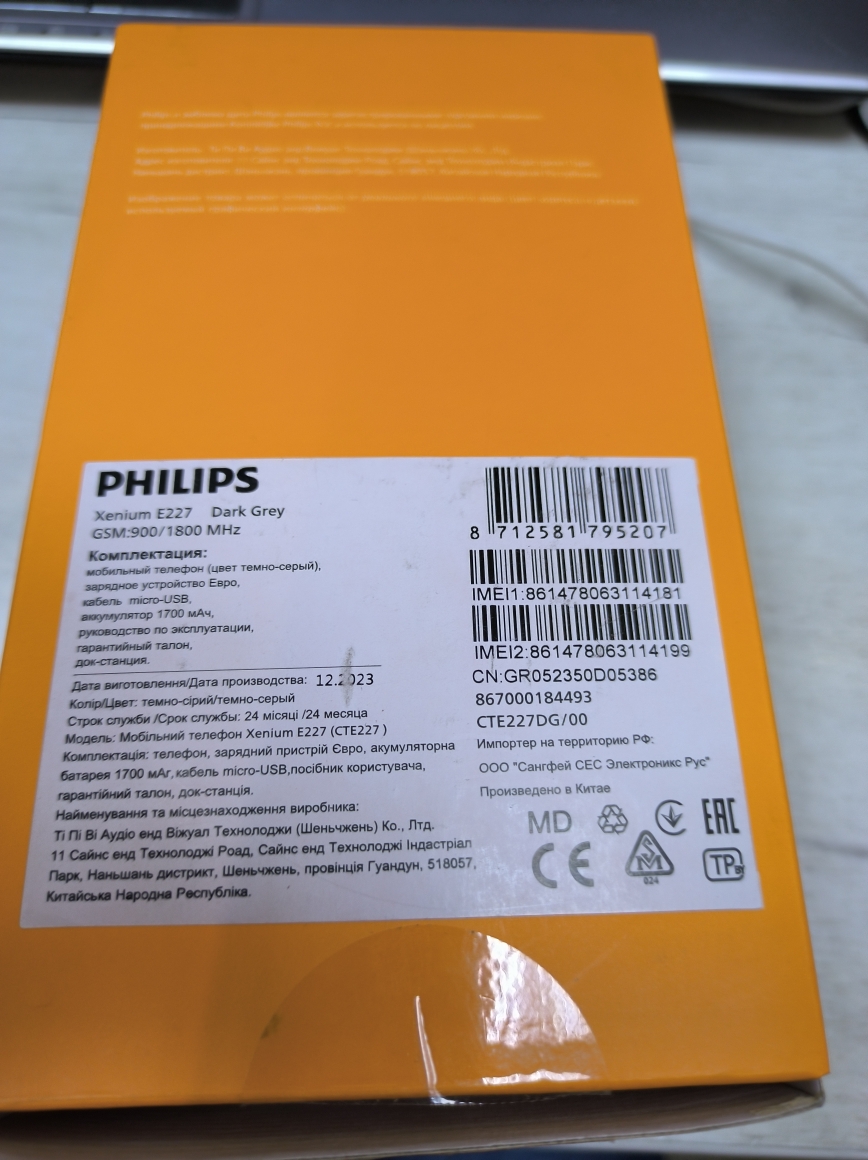 PHILIPS
Xenium E227 Dark Grey
GSM:900/1800 MHz
Комплектация:
мобильный телефон (цвет темно-серый),
зарядное устройство Евро,
кабель micro-USB,
аккумулятор 1700 мАч,
руководство по эксплуатации,
гарантийный талон,
док-станция.
Дата виготовлення/Дата производства: 12.2023
Колір/Цвет: темно-сірий/темно-серый
Строк служби /Срок службы: 24 місяці /24 месяца
Модель: Мобільний телефон Xenium E227 (CTE227 )
Комплектація: телефон, зарядний пристрій Євро, акумуляторна
батарея 1700 мАг, кабель micro-USB,посібник користувача,
гарантійний талон, док-станція.
Найменування та місцезнаходження виробника:
Ті Пі Ві Аудіо енд Віжуал Технолоджи (Шеньчжень) Ко., Лтд.
11 Сайнс енд Технолоджі Роад, Сайнс енд Технолоджі Індастріал
Парк, Наньшань дистрикт, Шеньчжень, провінція Гуандун, 518057,
Китайська Народна Республіка.
8 712581 795207
IMEI1:861478063114181
IMEI2:861478063114199
CN:GR052350D05386
867000184493
CTE227DG/00
Импортер на территорию РФ:
ООО "Сангфей СЕС Электроникс Рус"
Произведено в Китае
MD
EAC
CE
024
TP BY